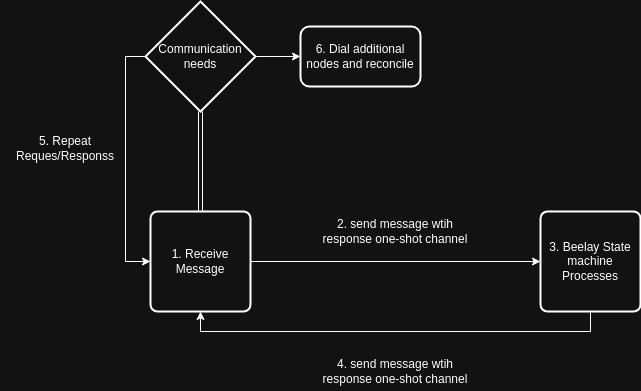 Communication
needs
6. Dial additional
nodes and reconcile
5. Repeat
Reques/Responss
2. send message wtih
response one-shot channel
1. Receive
Message
3. Beelay State
machine
Processes
4. send message wtih
response one-shot channel